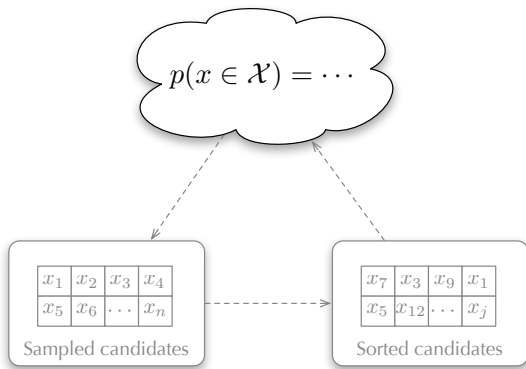 p(x ∈ 𝒳) = ⋯
x₁ x₂ x₃ x₄
x₅ x₆ ⋯ xₙ
Sampled candidates
x₇ x₃ x₉ x₁
x₅ x₁₂ ⋯ xⱼ
Sorted candidates